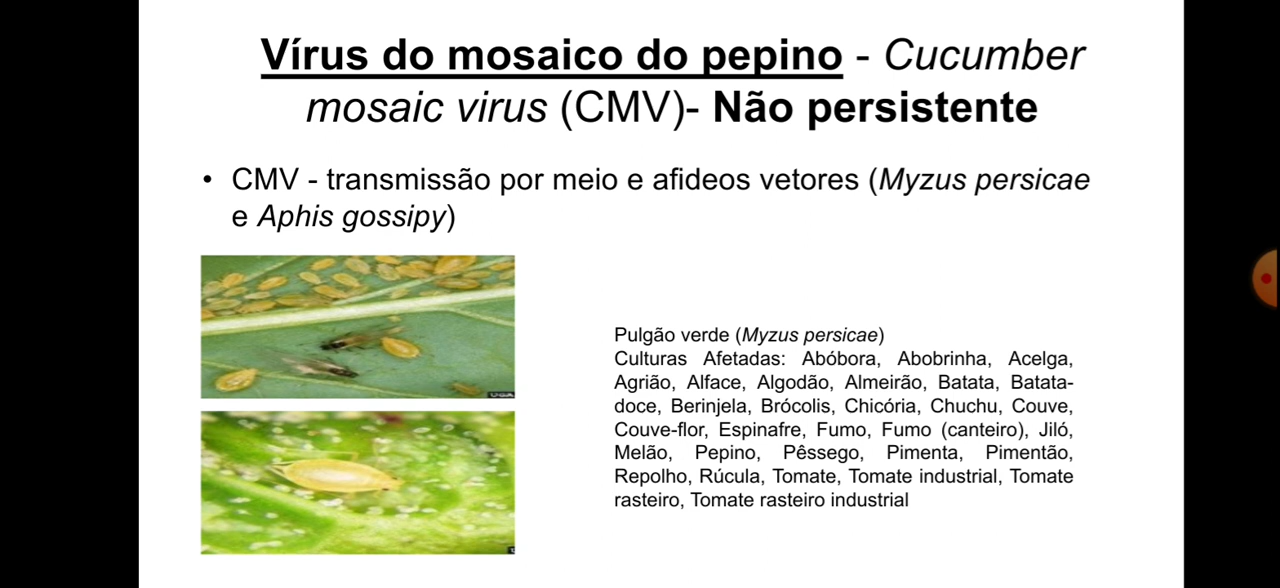 Vírus do mosaico do pepino - Cucumber
mosaic virus (CMV)- Não persistente
• CMV - transmissão por meio e afideos vetores (Myzus persicae
e Aphis gossipy)
Pulgão verde (Myzus persicae)
Culturas Afetadas: Abóbora, Abobrinha, Acelga,
Agrião, Alface, Algodão, Almeirão, Batata, Batata-
doce, Berinjela, Brócolis, Chicória, Chuchu, Couve,
Couve-flor, Espinafre, Fumo, Fumo (canteiro), Jiló,
Melão, Pepino, Pêssego, Pimenta, Pimentão,
Repolho, Rúcula, Tomate, Tomate industrial, Tomate
rasteiro, Tomate rasteiro industrial